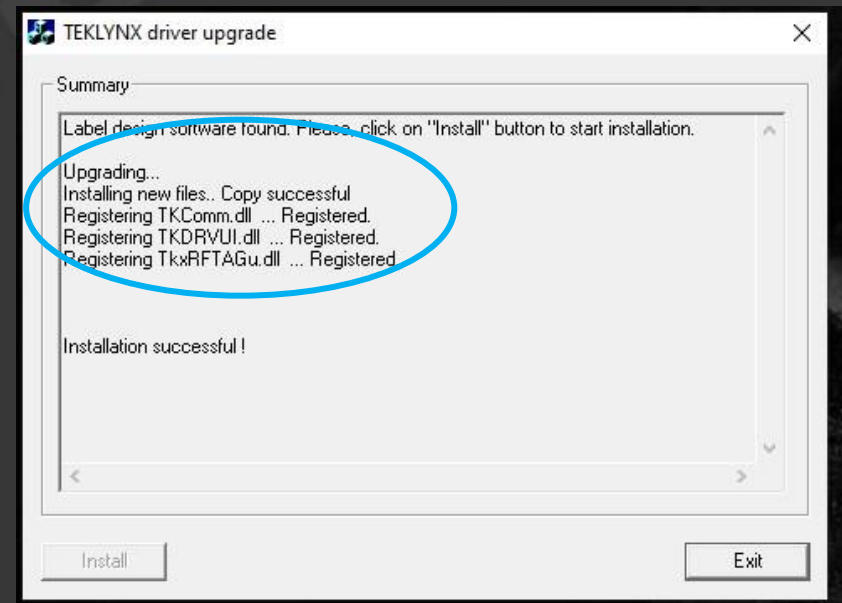 TEKLYNX driver upgrade
Summary
Label design software found. Please, click on "Install" button to start installation.
Upgrading...
Installing new files.. Copy successful
Registering TKComm.dll ... Registered.
Registering TKDRVUI.dll ... Registered.
Registering TkxRFTAGu.dll ... Registered.
Installation successful !
Install
Exit